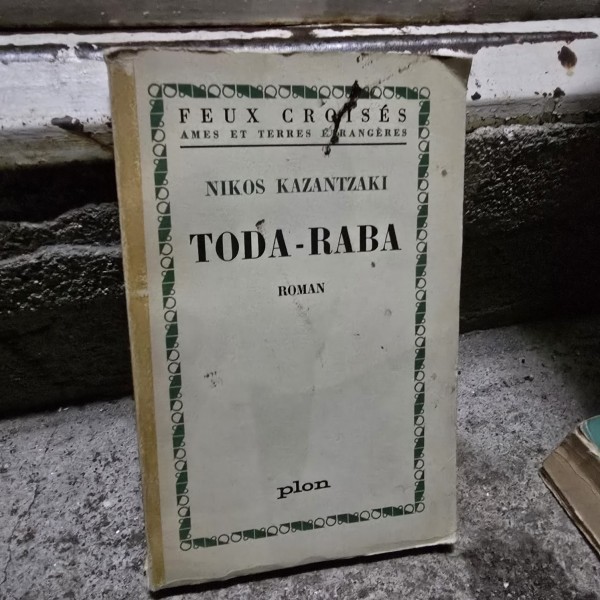 FEUX CROISÉS
AMES ET TERRES ÉTRANGÈRES
NIKOS KAZANTZAKI
TODA-RABA
ROMAN
plon